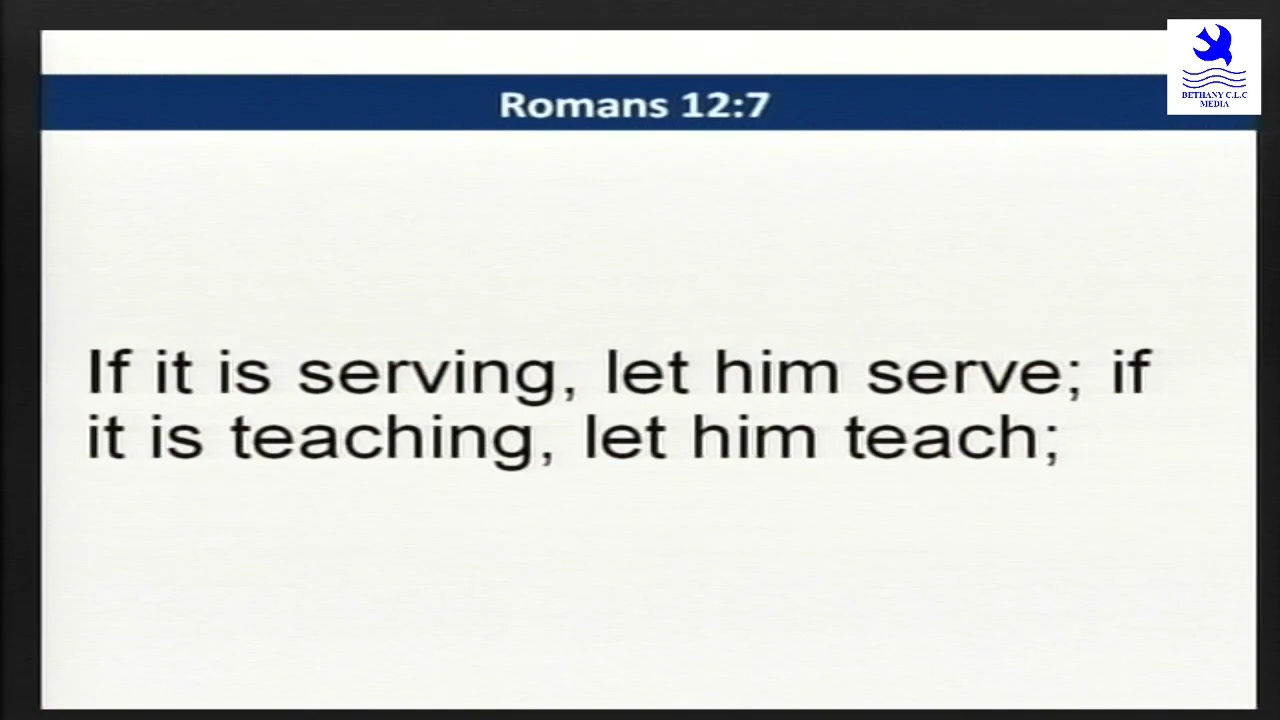 Romans 12:7
BETHANY C.L.C
MEDIA
If it is serving, let him serve; if
it is teaching, let him teach;